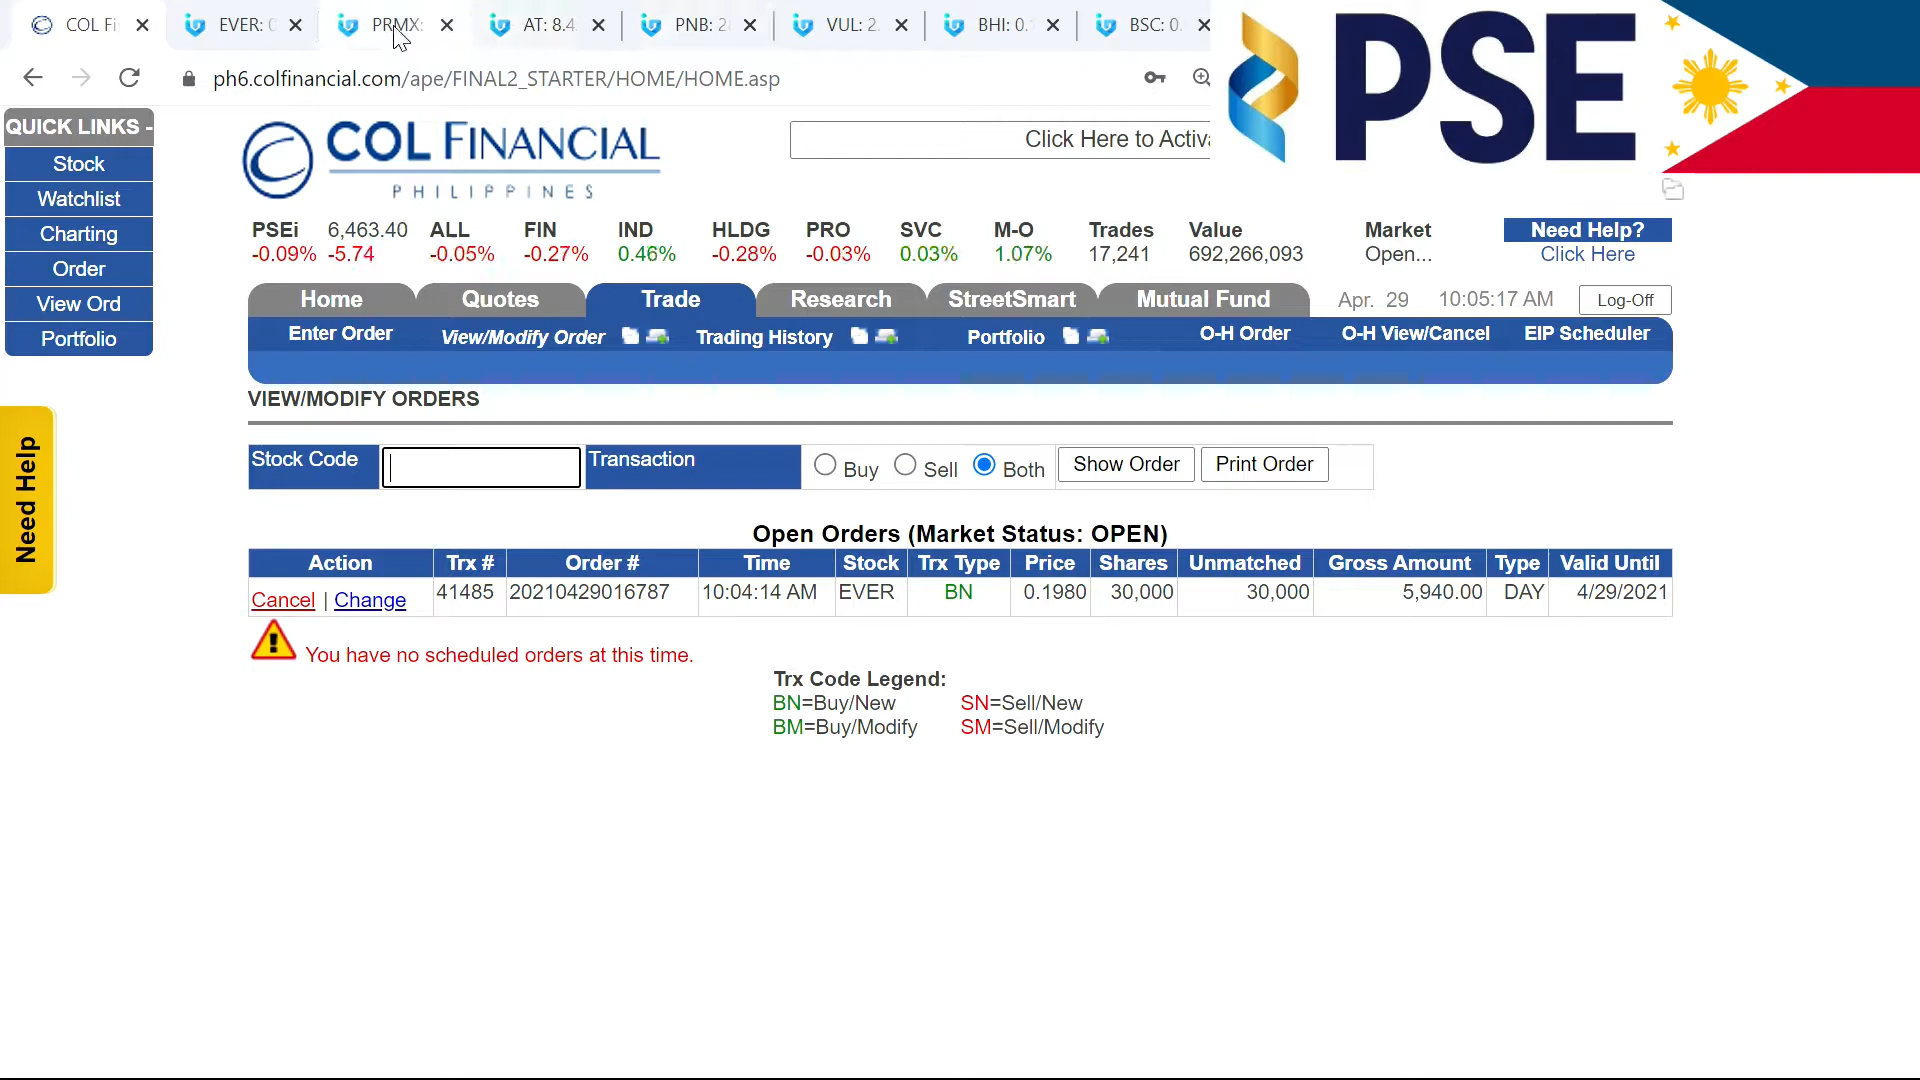 COL Fi
EVER: 0
PRMX:
AT: 8.4
PNB: 2
VUL: 2.
BHI: 0.
BSC: 0.
PSE
ph6.colfinancial.com/ape/FINAL2_STARTER/HOME/HOME.asp
QUICK LINKS -
Stock
Watchlist
Charting
Order
View Ord
Portfolio
Need Help
COL FINANCIAL
PHILIPPINES
Click Here to Activa
PSEi 6,463.40 ALL FIN IND HLDG PRO SVC M-O Trades Value Market Need Help?
-0.09% -5.74 -0.05% -0.27% 0.46% -0.28% -0.03% 0.03% 1.07% 17,241 692,266,093 Open... Click Here
Home Quotes Trade Research StreetSmart Mutual Fund Apr. 29 10:05:17 AM Log-Off
Enter Order View/Modify Order Trading History Portfolio O-H Order O-H View/Cancel EIP Scheduler
VIEW/MODIFY ORDERS
Stock Code Transaction Buy Sell Both Show Order Print Order
Open Orders (Market Status: OPEN)
Action Trx # Order # Time Stock Trx Type Price Shares Unmatched Gross Amount Type Valid Until
Cancel | Change 41485 20210429016787 10:04:14 AM EVER BN 0.1980 30,000 30,000 5,940.00 DAY 4/29/2021
You have no scheduled orders at this time.
Trx Code Legend:
BN=Buy/New SN=Sell/New
BM=Buy/Modify SM=Sell/Modify